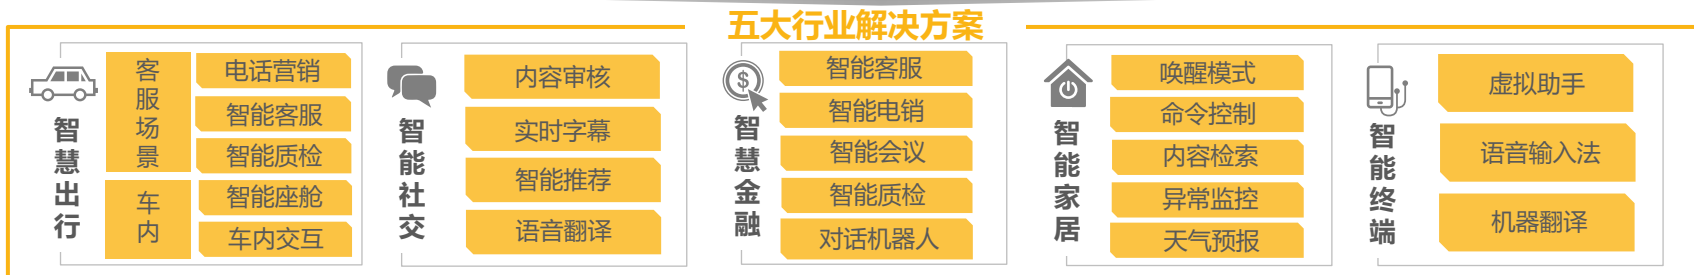 五大行业解决方案
智慧出行
客服场景
电话营销
智能客服
智能质检
车内
智能座舱
车内交互
智能社交
内容审核
实时字幕
智能推荐
语音翻译
智慧金融
智能客服
智能电销
智能会议
智能质检
对话机器人
智能家居
唤醒模式
命令控制
内容检索
异常监控
天气预报
智能终端
虚拟助手
语音输入法
机器翻译